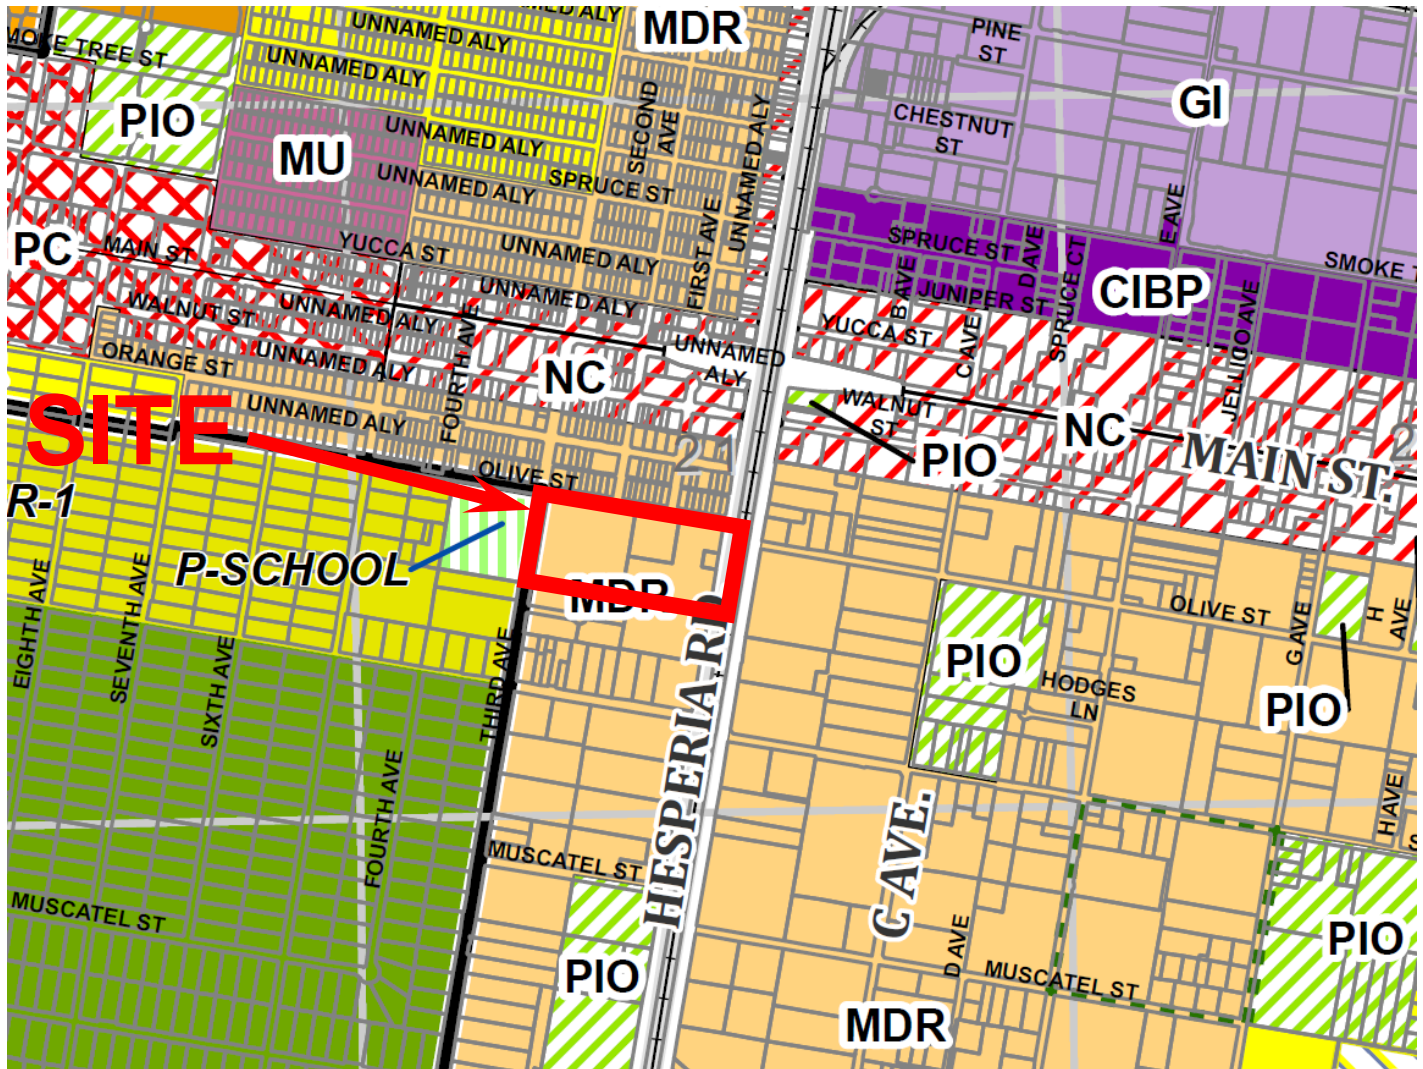 UNNAMED ALY
MDR
PINE
ST
SMOKE TREE ST
UNNAMED ALY
UNNAMED ALY
GI
PIO
SECOND
AVE
UNNAMED ALY
CHESTNUT
ST
UNNAMED ALY
MU
UNNAMED ALY
SPRUCE ST
E AVE
PC
MAIN ST
YUCCA ST
UNNAMED ALY
FIRST AVE
SPRUCE ST
D AVE
SPRUCE CT
SMOKE T
CIBP
WALNUT ST
UNNAMED ALY
UNNAMED ALY
B AVE
JUNIPER ST
YUCCA ST
C AVE
ORANGE ST
UNNAMED ALY
FOURTH AVE
NC
UNNAMED
ALY
WALNUT
ST
NC
SITE
UNNAMED ALY
21
PIO
MAIN ST.
2
R-1
OLIVE ST
P-SCHOOL
MDR
HESPERIA RD
OLIVE ST
G AVE
H
AVE
EIGHTH AVE
SEVENTH AVE
SIXTH AVE
THIRD AVE
PIO
HODGES
LN
PIO
FOURTH AVE
H AVE
S
MUSCATEL ST
C AVE.
MUSCATEL ST
D AVE
PIO
MUSCATEL ST
PIO
MDR